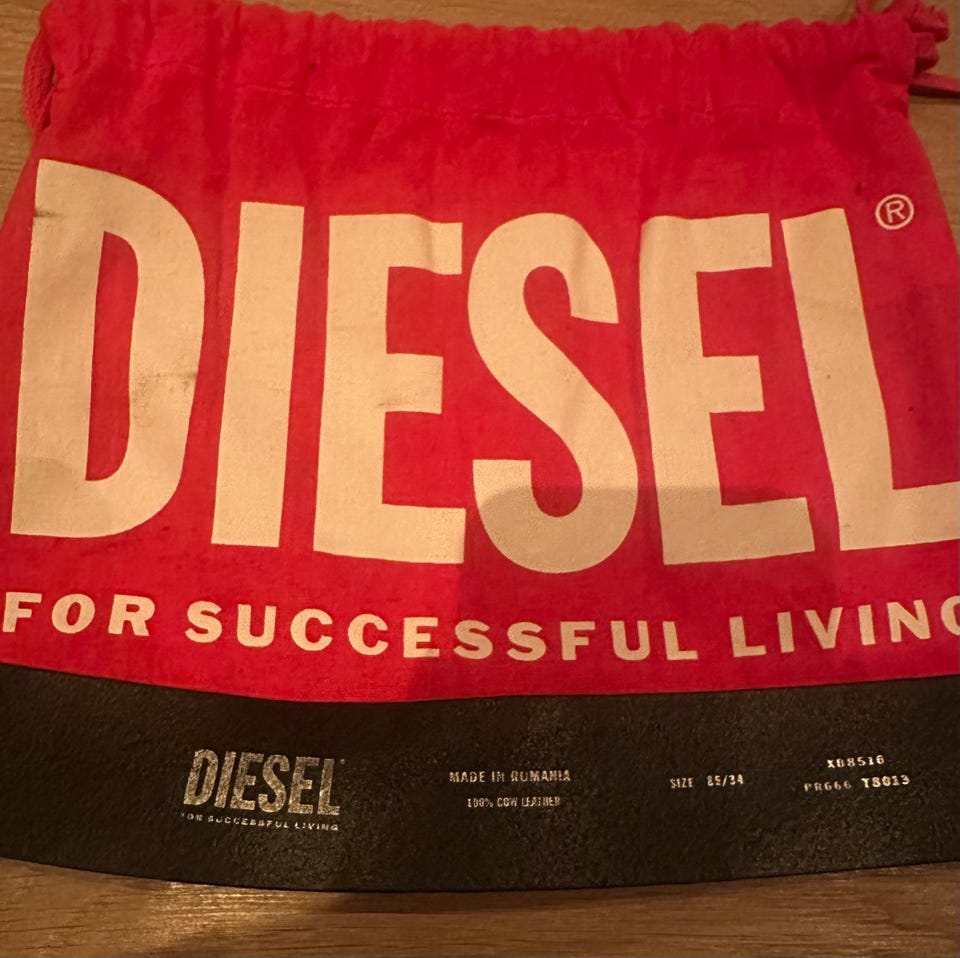 DIESEL®
FOR SUCCESSFUL LIVING
DIESEL
FOR SUCCESSFUL LIVING
MADE IN ROMANIA
100% COW LEATHER
SIZE 85/34
X08516
PR666 T8013